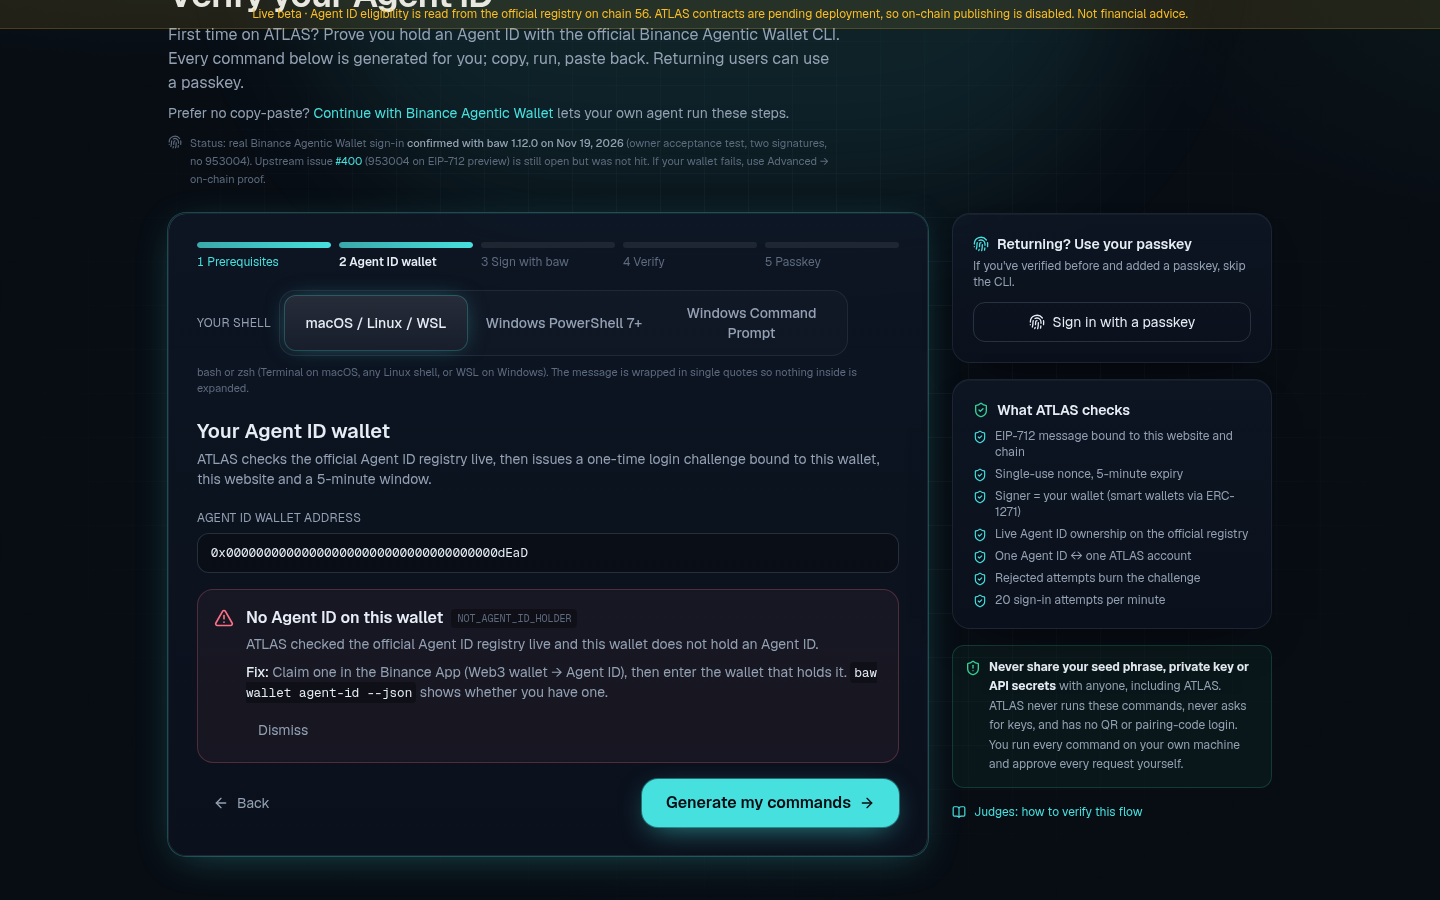 Verify your Agent ID
Live beta · Agent ID eligibility is read from the official registry on chain 56. ATLAS contracts are pending deployment, so on-chain publishing is disabled. Not financial advice.
First time on ATLAS? Prove you hold an Agent ID with the official Binance Agentic Wallet CLI.
Every command below is generated for you; copy, run, paste back. Returning users can use
a passkey.
Prefer no copy-paste? Continue with Binance Agentic Wallet lets your own agent run these steps.
Status: real Binance Agentic Wallet sign-in confirmed with baw 1.12.0 on Nov 19, 2026 (owner acceptance test, two signatures,
no 953004). Upstream issue #400 (953004 on EIP-712 preview) is still open but was not hit. If your wallet fails, use Advanced →
on-chain proof.
1 Prerequisites
2 Agent ID wallet
3 Sign with baw
4 Verify
5 Passkey
YOUR SHELL
macOS / Linux / WSL
Windows PowerShell 7+
Windows Command
Prompt
bash or zsh (Terminal on macOS, any Linux shell, or WSL on Windows). The message is wrapped in single quotes so nothing inside is
expanded.
Your Agent ID wallet
ATLAS checks the official Agent ID registry live, then issues a one-time login challenge bound to this wallet,
this website and a 5-minute window.
AGENT ID WALLET ADDRESS
0x000000000000000000000000000000000000dEaD
No Agent ID on this wallet NOT_AGENT_ID_HOLDER
ATLAS checked the official Agent ID registry live and this wallet does not hold an Agent ID.
Fix: Claim one in the Binance App (Web3 wallet → Agent ID), then enter the wallet that holds it. baw
wallet agent-id --json shows whether you have one.
Dismiss
← Back
Generate my commands →
Returning? Use your passkey
If you've verified before and added a passkey, skip
the CLI.
Sign in with a passkey
What ATLAS checks
EIP-712 message bound to this website and
chain
Single-use nonce, 5-minute expiry
Signer = your wallet (smart wallets via ERC-
1271)
Live Agent ID ownership on the official registry
One Agent ID ↔ one ATLAS account
Rejected attempts burn the challenge
20 sign-in attempts per minute
Never share your seed phrase, private key or
API secrets with anyone, including ATLAS.
ATLAS never runs these commands, never asks
for keys, and has no QR or pairing-code login.
You run every command on your own machine
and approve every request yourself.
Judges: how to verify this flow